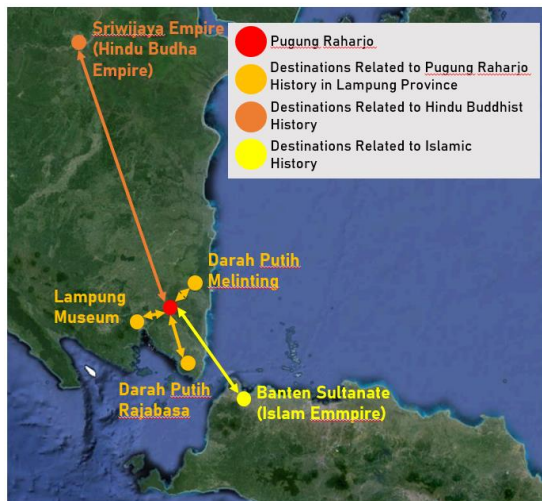 Sriwijaya Empire
(Hindu Budha
Empire)
Pugung Raharjo
Destinations Related to Pugung Raharjo
History in Lampung Province
Destinations Related to Hindu Buddhist
History
Destinations Related to Islamic
History
Darah Putih
Melinting
Lampung
Museum
Darah Putih
Rajabasa
Banten Sultanate
(Islam Emmpire)